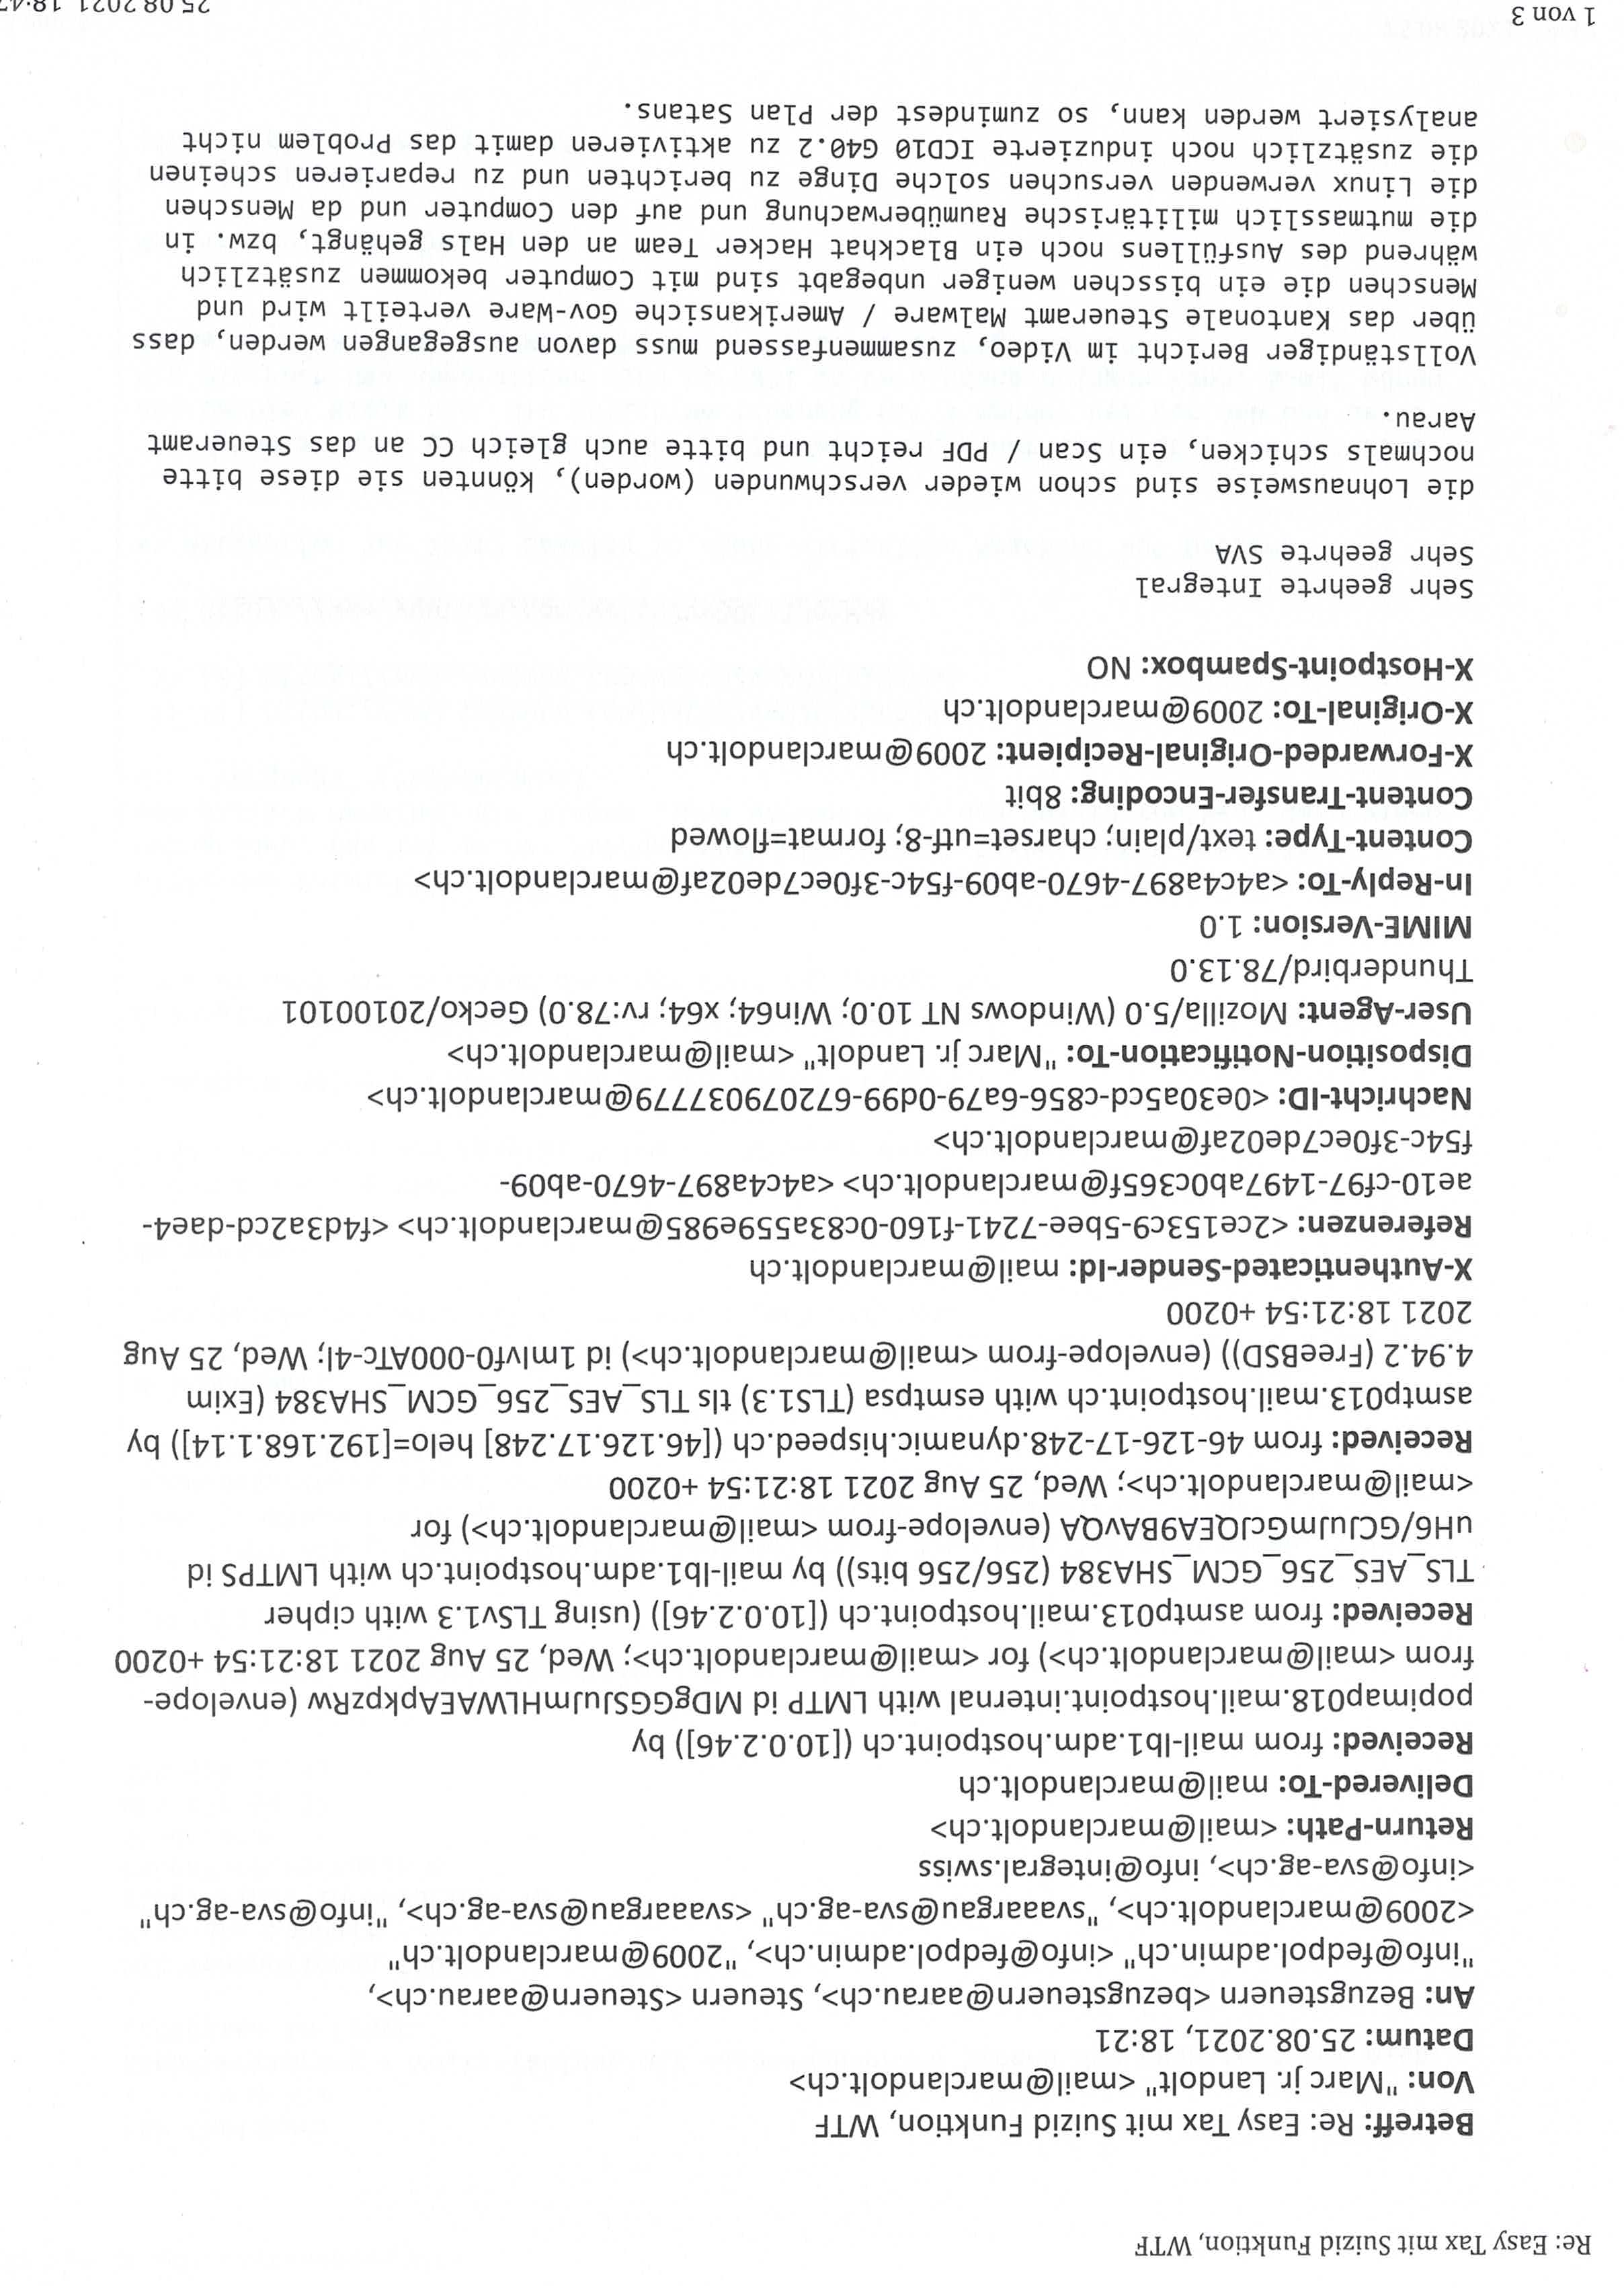 Re: Easy Tax mit Suizid Funktion, WTF
Betreff: Re: Easy Tax mit Suizid Funktion, WTF
Von: "Marc jr. Landolt" <mail@marclandolt.ch>
Datum: 25.08.2021, 18:21
An: Bezugsteuern <bezugsteuern@aarau.ch>, Steuern <Steuern@aarau.ch>,
"info@fedpol.admin.ch" <info@fedpol.admin.ch>, "2009@marclandolt.ch"
<2009@marclandolt.ch>, "svaaargau@sva-ag.ch" <svaaargau@sva-ag.ch>, "info@sva-ag.ch"
<info@sva-ag.ch>, info@integral.swiss
Return-Path: <mail@marclandolt.ch>
Delivered-To: mail@marclandolt.ch
Received: from mail-lb1.adm.hostpoint.ch ([10.0.2.46]) by
popimap018.mail.hostpoint.internal with LMTP id MDgGGSJuJmHLWAEApkpzRw (envelope-
from <mail@marclandolt.ch>) for <mail@marclandolt.ch>; Wed, 25 Aug 2021 18:21:54 +0200
Received: from asmtp013.mail.hostpoint.ch ([10.0.2.46]) (using TLSv1.3 with cipher
TLS_AES_256_GCM_SHA384 (256/256 bits)) by mail-lb1.adm.hostpoint.ch with LMTPS id
uH6/GCJuJmGcJQEA9BAvQA (envelope-from <mail@marclandolt.ch>) for
<mail@marclandolt.ch>; Wed, 25 Aug 2021 18:21:54 +0200
Received: from 46-126-17-248.dynamic.hispeed.ch ([46.126.17.248] helo=[192.168.1.14]) by
asmtp013.mail.hostpoint.ch with esmtpsa (TLS1.3) tls TLS_AES_256_GCM_SHA384 (Exim
4.94.2 (FreeBSD)) (envelope-from <mail@marclandolt.ch>) id 1mIvf0-000ATc-4I; Wed, 25 Aug
2021 18:21:54 +0200
X-Authenticated-Sender-Id: mail@marclandolt.ch
Referenzen: <2ce153c9-5bee-7241-f160-0c83a559e985@marclandolt.ch> <f4d3a2cd-dae4-
ae10-cf97-1497ab0c365f@marclandolt.ch> <a4c4a897-4670-ab09-
f54c-3f0ec7de02af@marclandolt.ch>
Nachricht-ID: <0e30a5cd-c856-6a79-0d99-672079037779@marclandolt.ch>
Disposition-Notification-To: "Marc jr. Landolt" <mail@marclandolt.ch>
User-Agent: Mozilla/5.0 (Windows NT 10.0; Win64; x64; rv:78.0) Gecko/20100101
Thunderbird/78.13.0
MIME-Version: 1.0
In-Reply-To: <a4c4a897-4670-ab09-f54c-3f0ec7de02af@marclandolt.ch>
Content-Type: text/plain; charset=utf-8; format=flowed
Content-Transfer-Encoding: 8bit
X-Forwarded-Original-Recipient: 2009@marclandolt.ch
X-Original-To: 2009@marclandolt.ch
X-Hostpoint-Spambox: NO
Sehr geehrte Integral
Sehr geehrte SVA
die Lohnausweise sind schon wieder verschwunden (worden), könnten sie diese bitte
nochmals schicken, ein Scan / PDF reicht und bitte auch gleich CC an das Steueramt
Aarau.
Vollständiger Bericht im Video, zusammenfassend muss davon ausgegangen werden, dass
über das Kantonale Steueramt Malware / Amerikansiche Gov-Ware verteilt wird und
Menschen die ein bisschen weniger unbegabt sind mit Computer bekommen zusätzlich
während des Ausfüllens noch ein Blackhat Hacker Team an den Hals gehängt, bzw. in
die mutmasslich militärische Raumüberwachung und auf den Computer und da Menschen
die Linux verwenden versuchen solche Dinge zu berichten und zu reparieren scheinen
die zusätzlich noch induzierte ICD10 G40.2 zu aktivieren damit das Problem nicht
analysiert werden kann, so zumindest der Plan Satans.
1 von 3
25.08.2021, 18:47